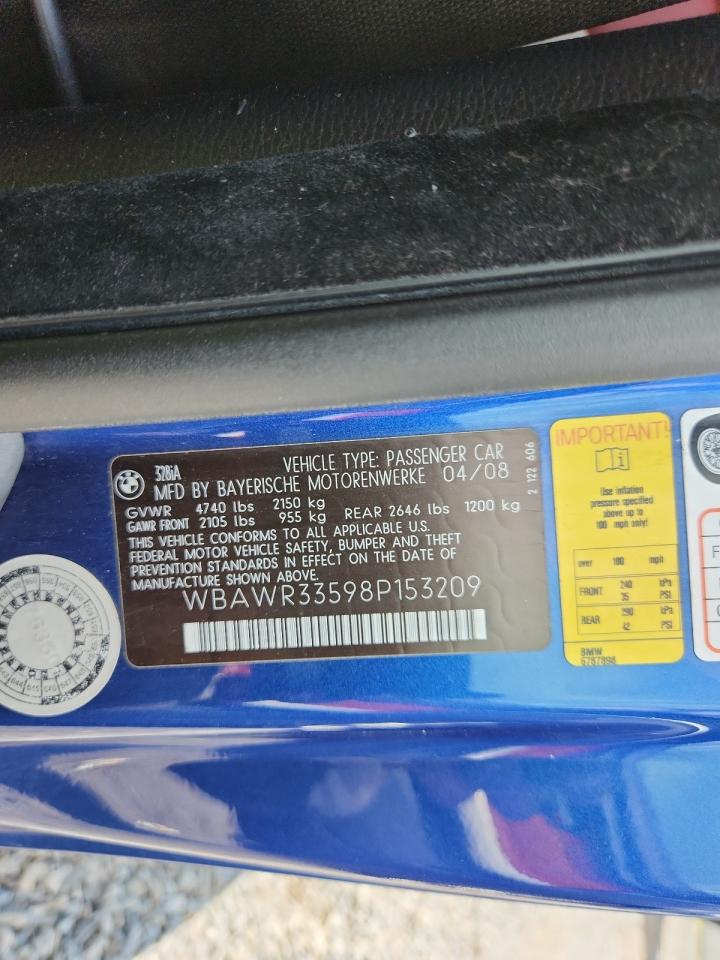 328iA
VEHICLE TYPE: PASSENGER CAR
MFD BY BAYERISCHE MOTORENWERKE 04/08
GVWR 4740 lbs 2150 kg
GAWR FRONT 2105 lbs 955 kg REAR 2646 lbs 1200 kg
THIS VEHICLE CONFORMS TO ALL APPLICABLE U.S.
FEDERAL MOTOR VEHICLE SAFETY, BUMPER AND THEFT
PREVENTION STANDARDS IN EFFECT ON THE DATE OF
MANUFACTURE SHOWN ABOVE.
WBAWR33598P153209
2 122 606
IMPORTANT!
Use inflation
pressure specified
above up to
100 mph only!
over 100 mph
FRONT 240 kPa
35 PSI
REAR 290 kPa
42 PSI
BMW
6787898